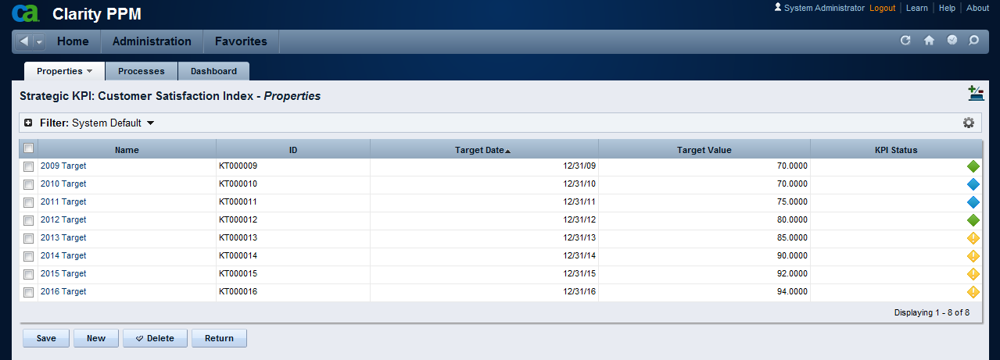 ca Clarity PPM
System Administrator Logout Learn Help About
Home Administration Favorites
Properties Processes Dashboard
Strategic KPI: Customer Satisfaction Index - Properties
Filter: System Default
Name ID Target Date Target Value KPI Status
2009 Target KT000009 12/31/09 70.0000
2010 Target KT000010 12/31/10 70.0000
2011 Target KT000011 12/31/11 75.0000
2012 Target KT000012 12/31/12 80.0000
2013 Target KT000013 12/31/13 85.0000
2014 Target KT000014 12/31/14 90.0000
2015 Target KT000015 12/31/15 92.0000
2016 Target KT000016 12/31/16 94.0000
Displaying 1 - 8 of 8
Save New Delete Return